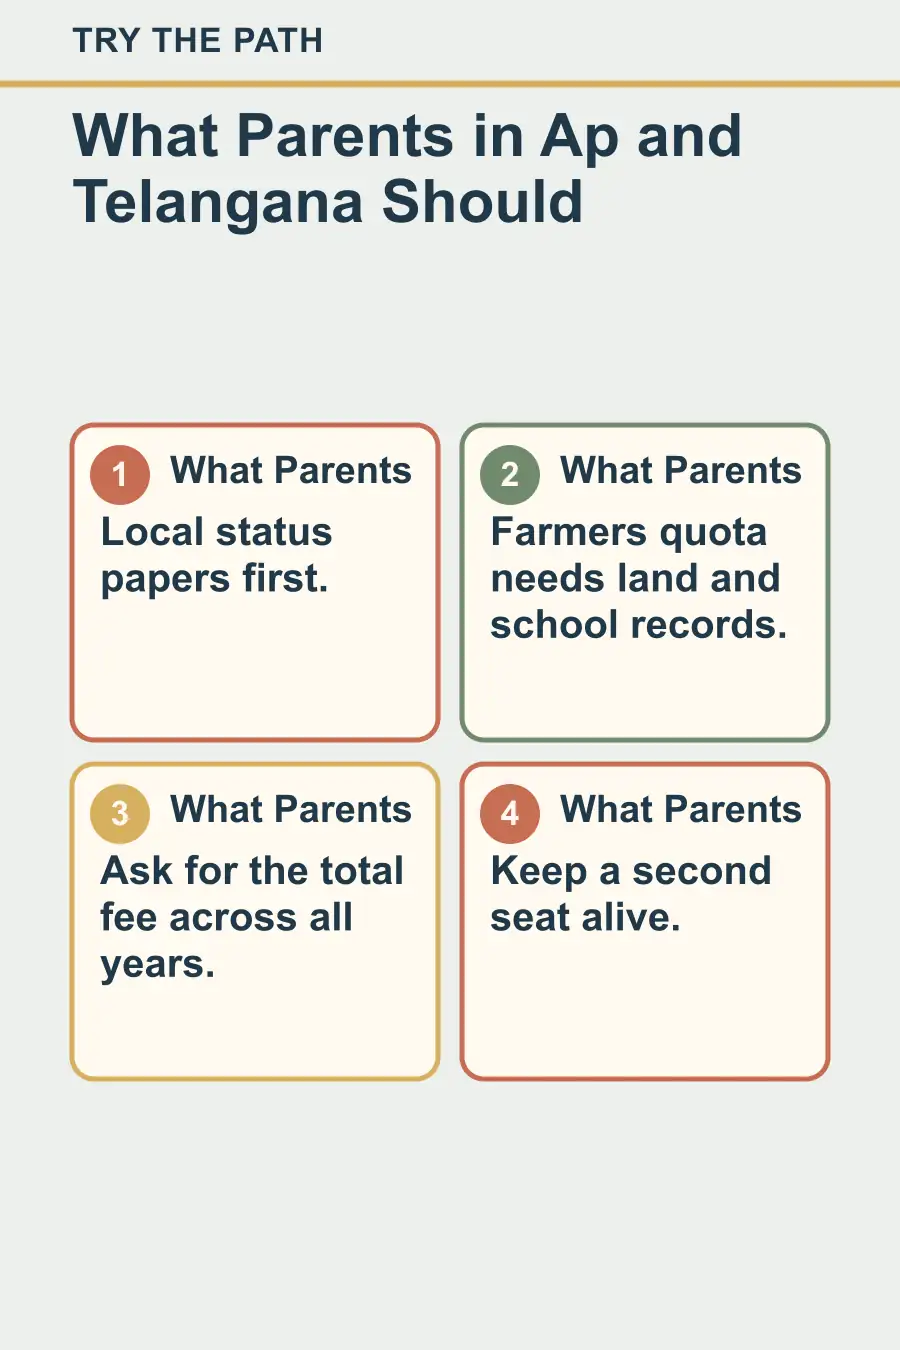 TRY THE PATH
What Parents in Ap and
Telangana Should
1 What Parents
Local status
papers first.
2 What Parents
Farmers quota
needs land and
school records.
3 What Parents
Ask for the total
fee across all
years.
4 What Parents
Keep a second
seat alive.